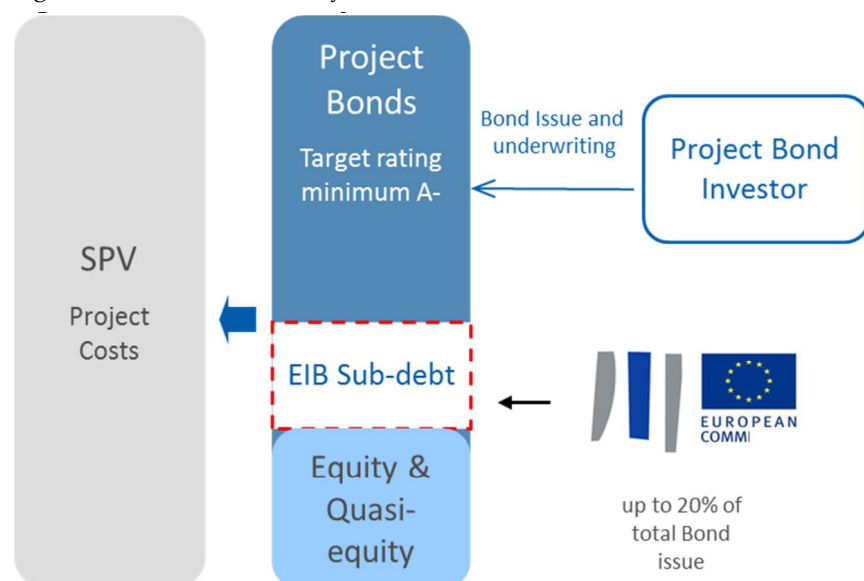 SPV
Project
Costs
Project
Bonds
Target rating
minimum A-
EIB Sub-debt
Equity &
Quasi-
equity
Bond Issue and
underwriting
Project Bond
Investor
EUROPEAN
COMMI
up to 20% of
total Bond
issue